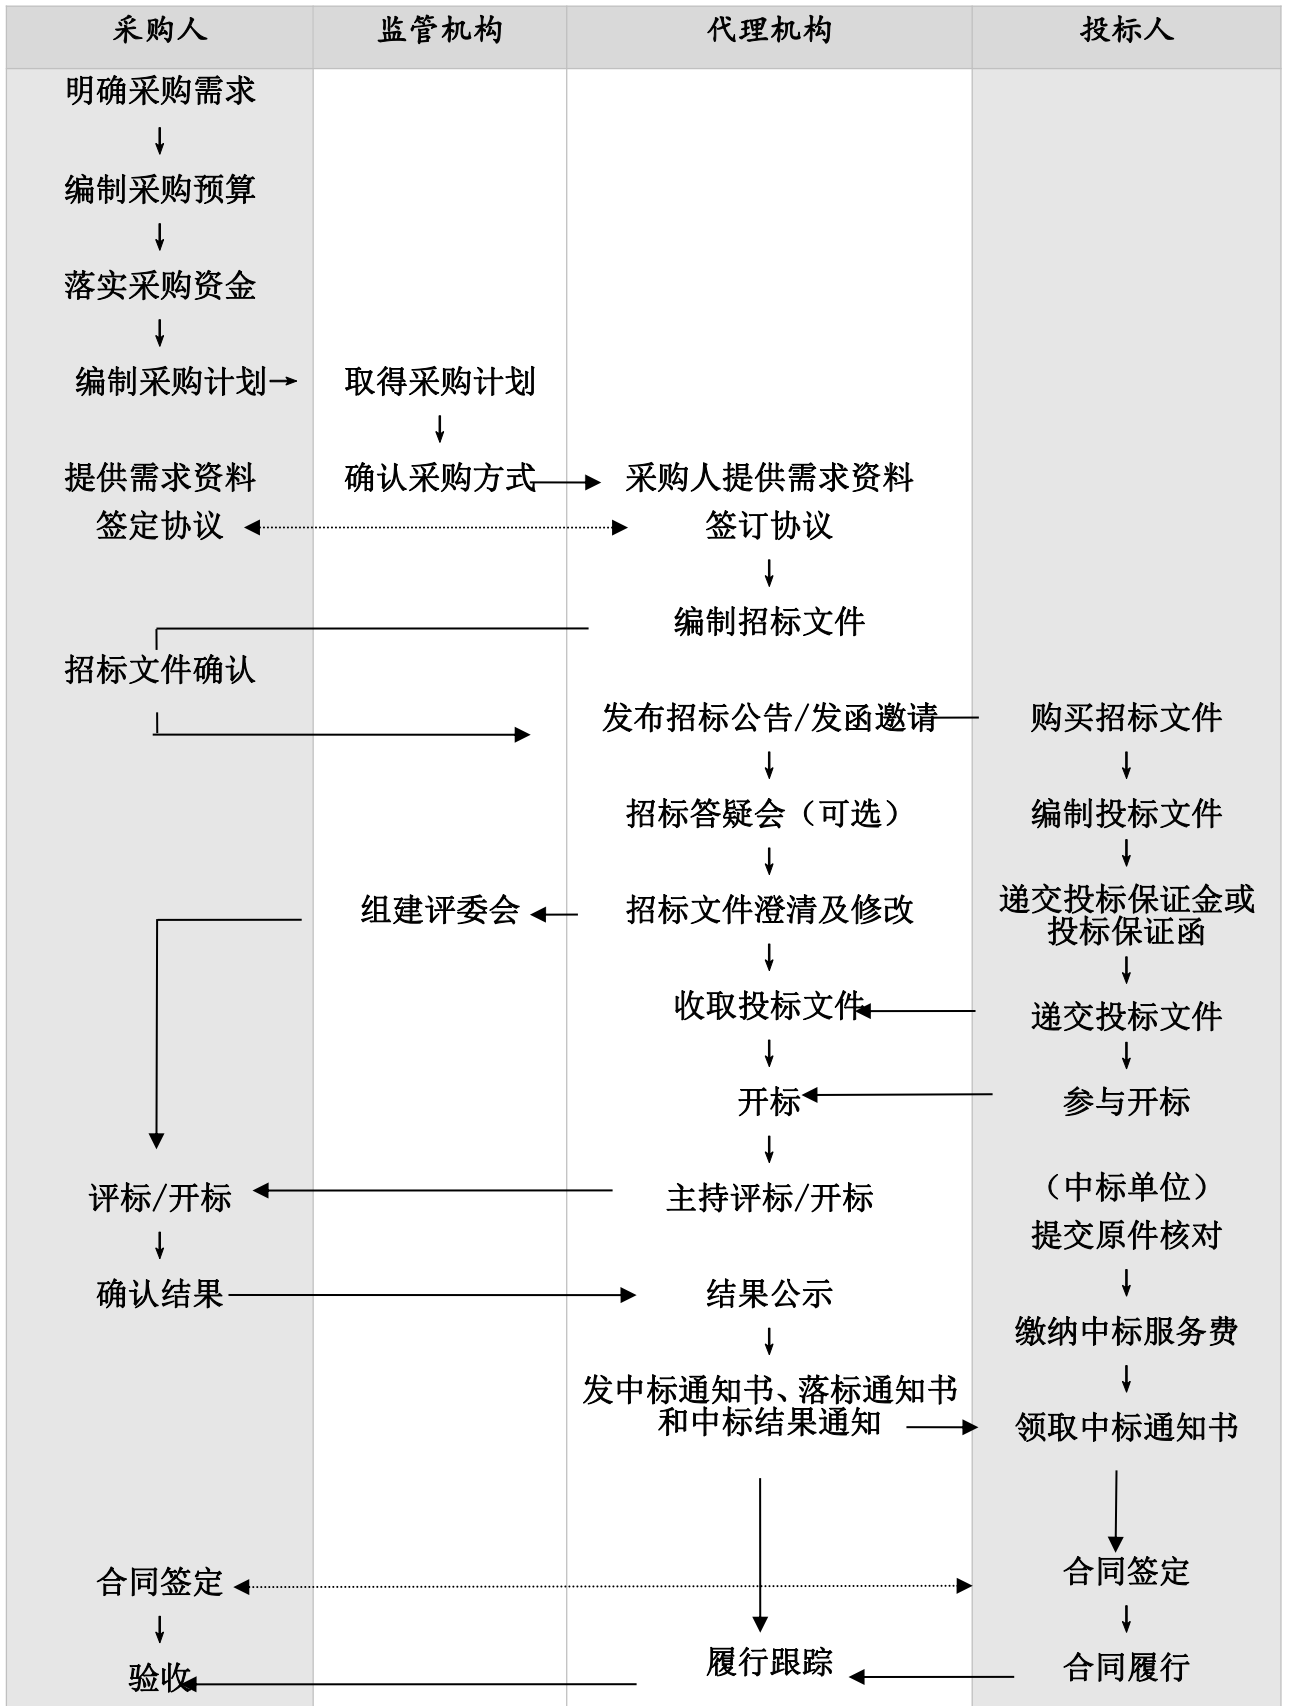 采购人 监管机构 代理机构 投标人
明确采购需求
编制采购预算
落实采购资金
编制采购计划 取得采购计划
提供需求资料 确认采购方式 采购人提供需求资料
签定协议 签订协议
编制招标文件
招标文件确认
发布招标公告/发函邀请 购买招标文件
招标答疑会（可选） 编制投标文件
组建评委会 招标文件澄清及修改 递交投标保证金或
投标保证函
收取投标文件 递交投标文件
开标 参与开标
评标/开标 主持评标/开标 （中标单位）
提交原件核对
确认结果 结果公示
缴纳中标服务费
发中标通知书、落标通知书
和中标结果通知 领取中标通知书
合同签定 合同签定
验收 履行跟踪 合同履行